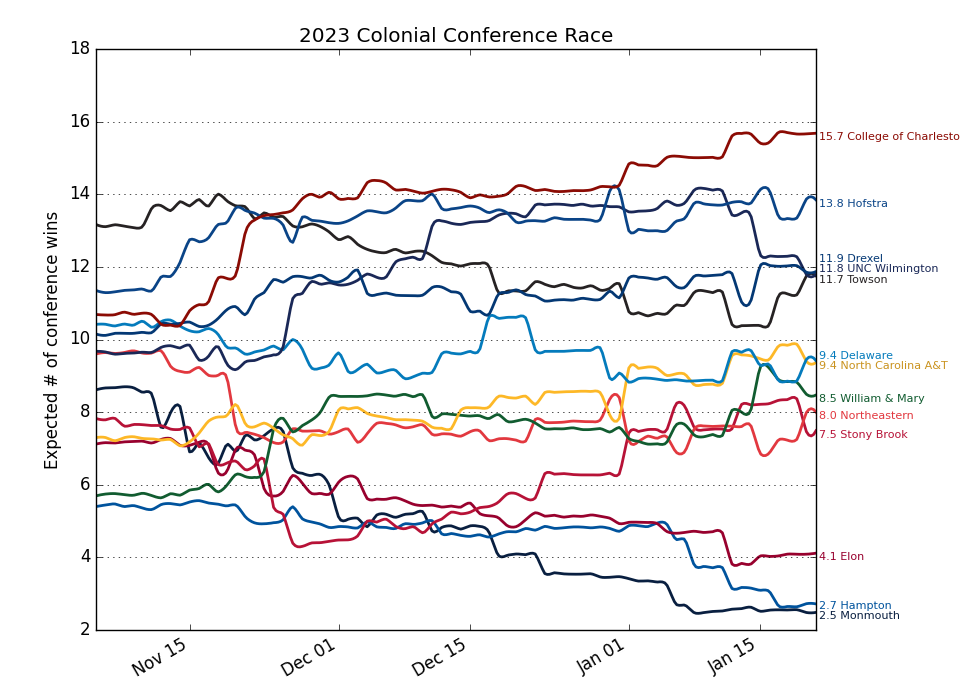 2023 Colonial Conference Race
Expected # of conference wins
18
16
14
12
10
8
6
4
2
Nov 15
Dec 01
Dec 15
Jan 01
Jan 15
15.7 College of Charlesto
13.8 Hofstra
11.9 Drexel
11.8 UNC Wilmington
11.7 Towson
9.4 Delaware
9.4 North Carolina A&T
8.5 William & Mary
8.0 Northeastern
7.5 Stony Brook
4.1 Elon
2.7 Hampton
2.5 Monmouth